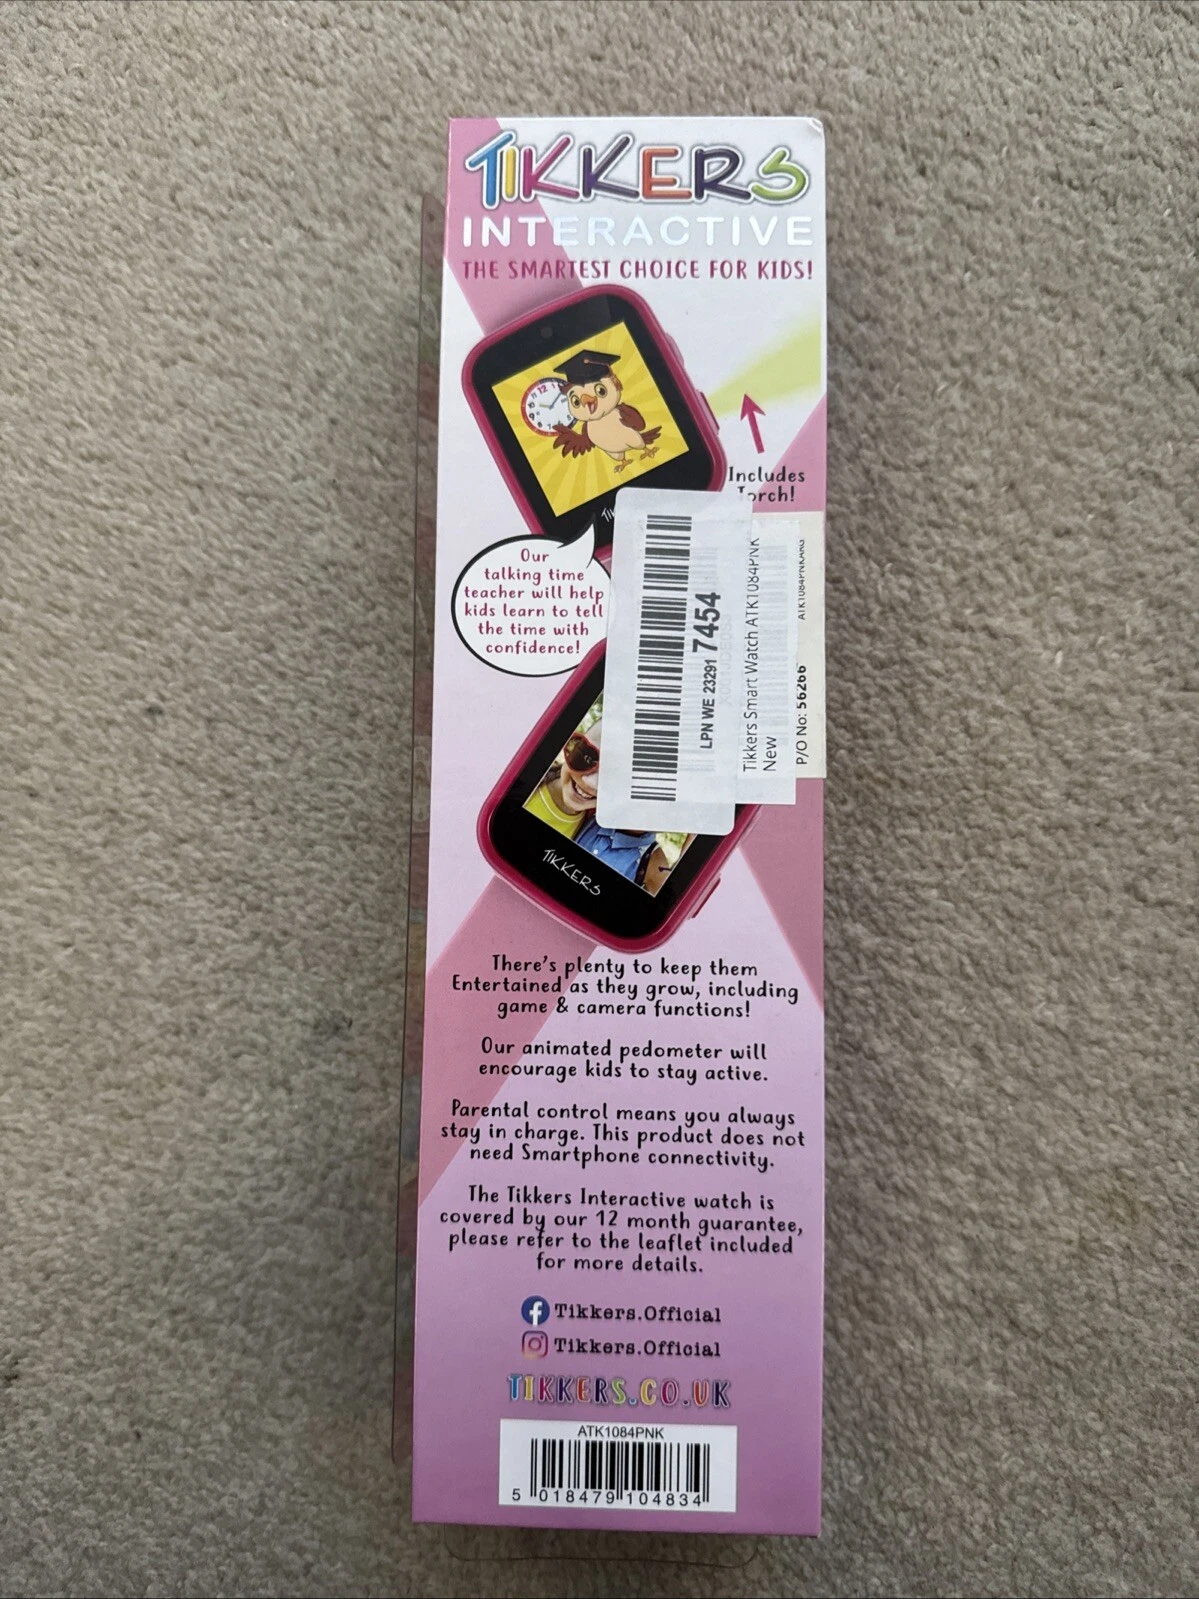 TIKKERS
INTERACTIVE
THE SMARTEST CHOICE FOR KIDS!
12
Includes
Torch!
Our
talking time
teacher will help
kids learn to tell
the time with
confidence!
LPN WE 23291 7454
Tikkers Smart Watch ATK1084PNK
New
P/O No: 56266
TIKKERS
There's plenty to keep them
Entertained as they grow, including
game & camera functions!
Our animated pedometer will
encourage kids to stay active.
Parental control means you always
stay in charge. This product does not
need Smartphone connectivity.
The Tikkers Interactive watch is
covered by our 12 month guarantee,
please refer to the leaflet included
for more details.
Tikkers.Official
Tikkers.Official
TIKKERS.CO.UK
ATK1084PNK
5 018479 104834